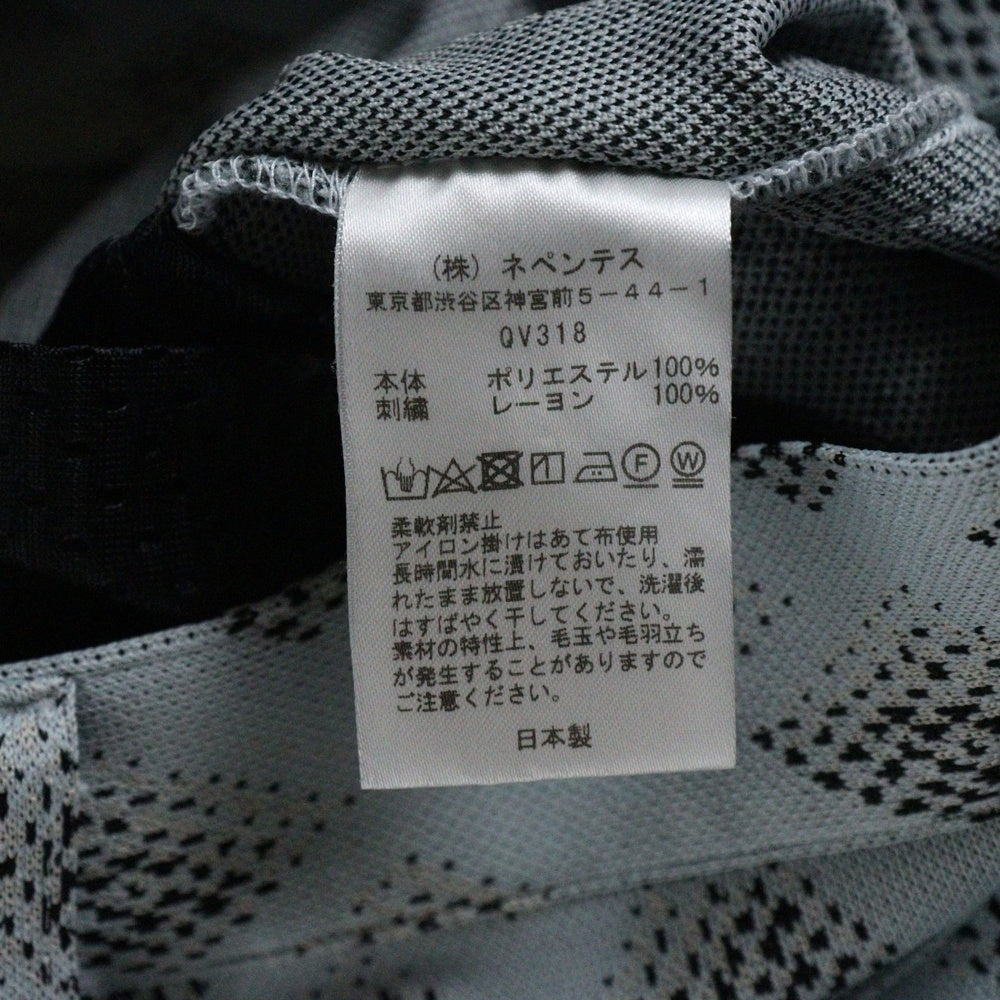 （株）ネペンテス
東京都渋谷区神宮前５－４４－１
QV318
本体 ポリエステル 100%
刺繍 レーヨン 100%
F W
柔軟剤禁止
アイロン掛けはあて布使用
長時間水に漬けておいたり、濡
れたまま放置しないで、洗濯後
はすばやく干してください。
素材の特性上、毛玉や毛羽立ち
が発生することがありますので
ご注意ください。
日本製